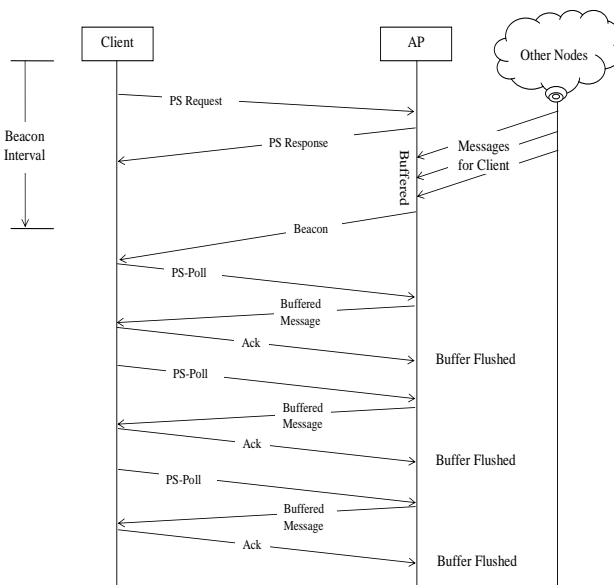 Client
AP
Other Nodes
PS Request
Beacon
Interval
PS Response
Messages
for Client
Buffered
Beacon
PS-Poll
Buffered
Message
Ack
Buffer Flushed
PS-Poll
Buffered
Message
Ack
Buffer Flushed
PS-Poll
Buffered
Message
Ack
Buffer Flushed